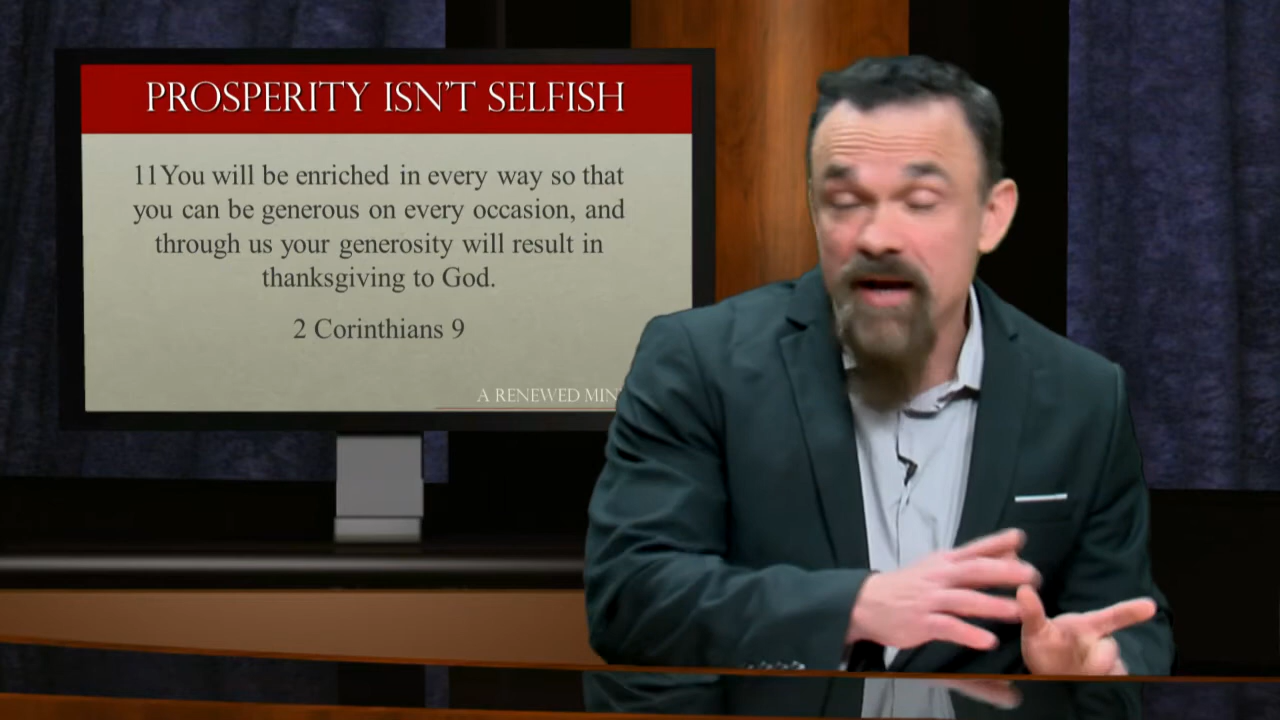 PROSPERITY ISN'T SELFISH
11You will be enriched in every way so that
you can be generous on every occasion, and
through us your generosity will result in
thanksgiving to God.
2 Corinthians 9
A RENEWED